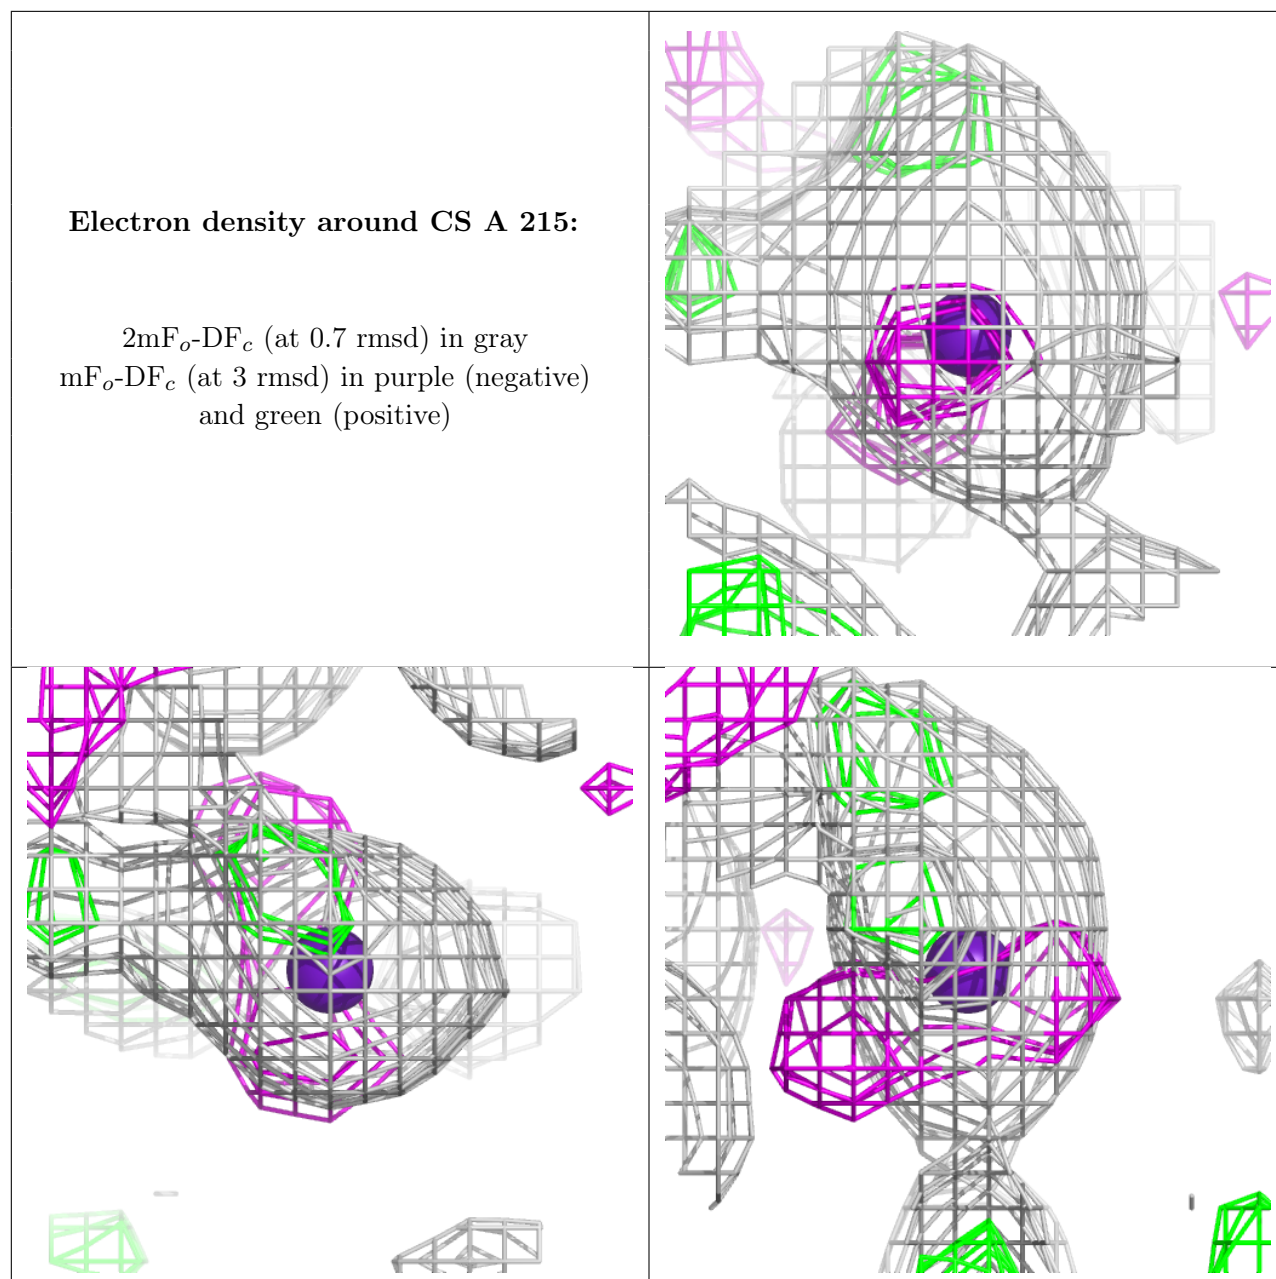 Electron density around CS A 215:
2mFo-DFc (at 0.7 rmsd) in gray
mFo-DFc (at 3 rmsd) in purple (negative)
and green (positive)